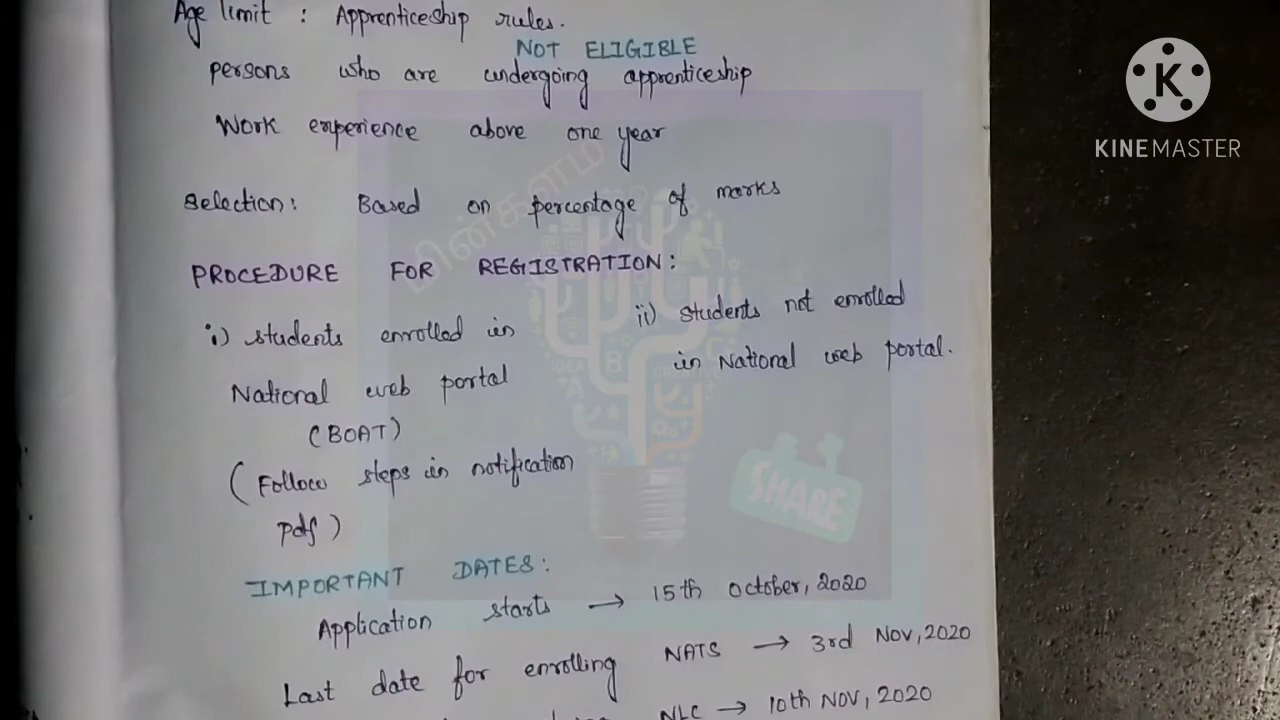 Age limit : Apprenticeship rules.
NOT ELIGIBLE
persons who are undergoing apprenticeship
Work experience above one year
Selection: Based on percentage of marks
PROCEDURE FOR REGISTRATION:
i) students enrolled in
National web portal
(BOAT)
(Follow steps in notification
pdf)
ii) students not enrolled
in National web portal.
IMPORTANT DATES:
Application starts → 15th october, 2020
Last date for enrolling NATS → 3rd Nov, 2020
NLC → 10th NOV, 2020
K
KINEMASTER
மின்களம்
SHARE